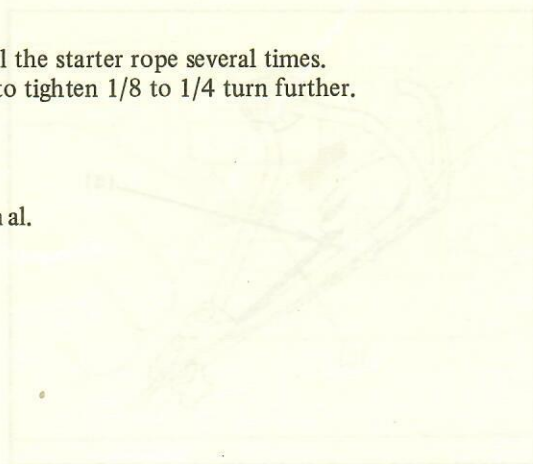 l the starter rope several times.
to tighten 1/8 to 1/4 turn further.
al.